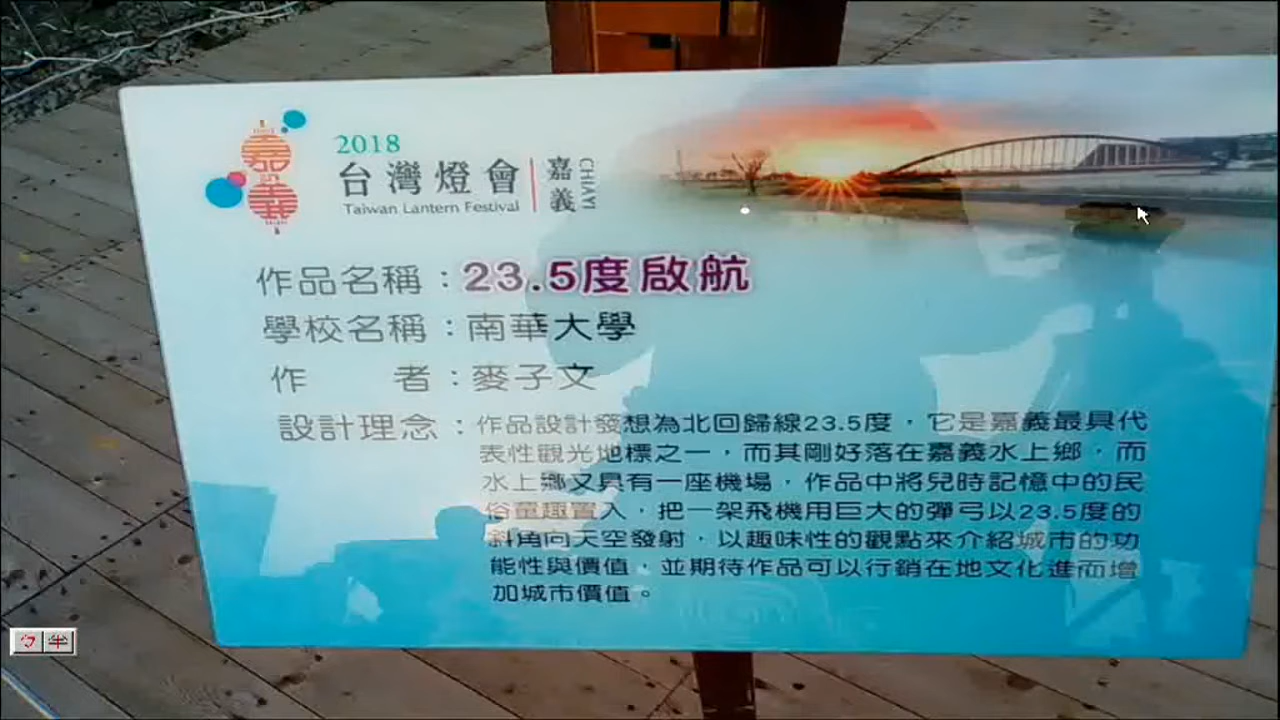 嘉義
2018
台灣燈會
Taiwan Lantern Festival
嘉義
CHIAYI
作品名稱：23.5度啟航
學校名稱：南華大學
作　　者：麥子文
設計理念：作品設計發想為北回歸線23.5度，它是嘉義最具代
表性觀光地標之一，而其剛好落在嘉義水上鄉，而
水上鄉又具有一座機場，作品中將兒時記憶中的民
俗童趣置入，把一架飛機用巨大的彈弓以23.5度的
斜角向天空發射，以趣味性的觀點來介紹城市的功
能性與價值，並期待作品可以行銷在地文化進而增
加城市價值。
ㄅ半